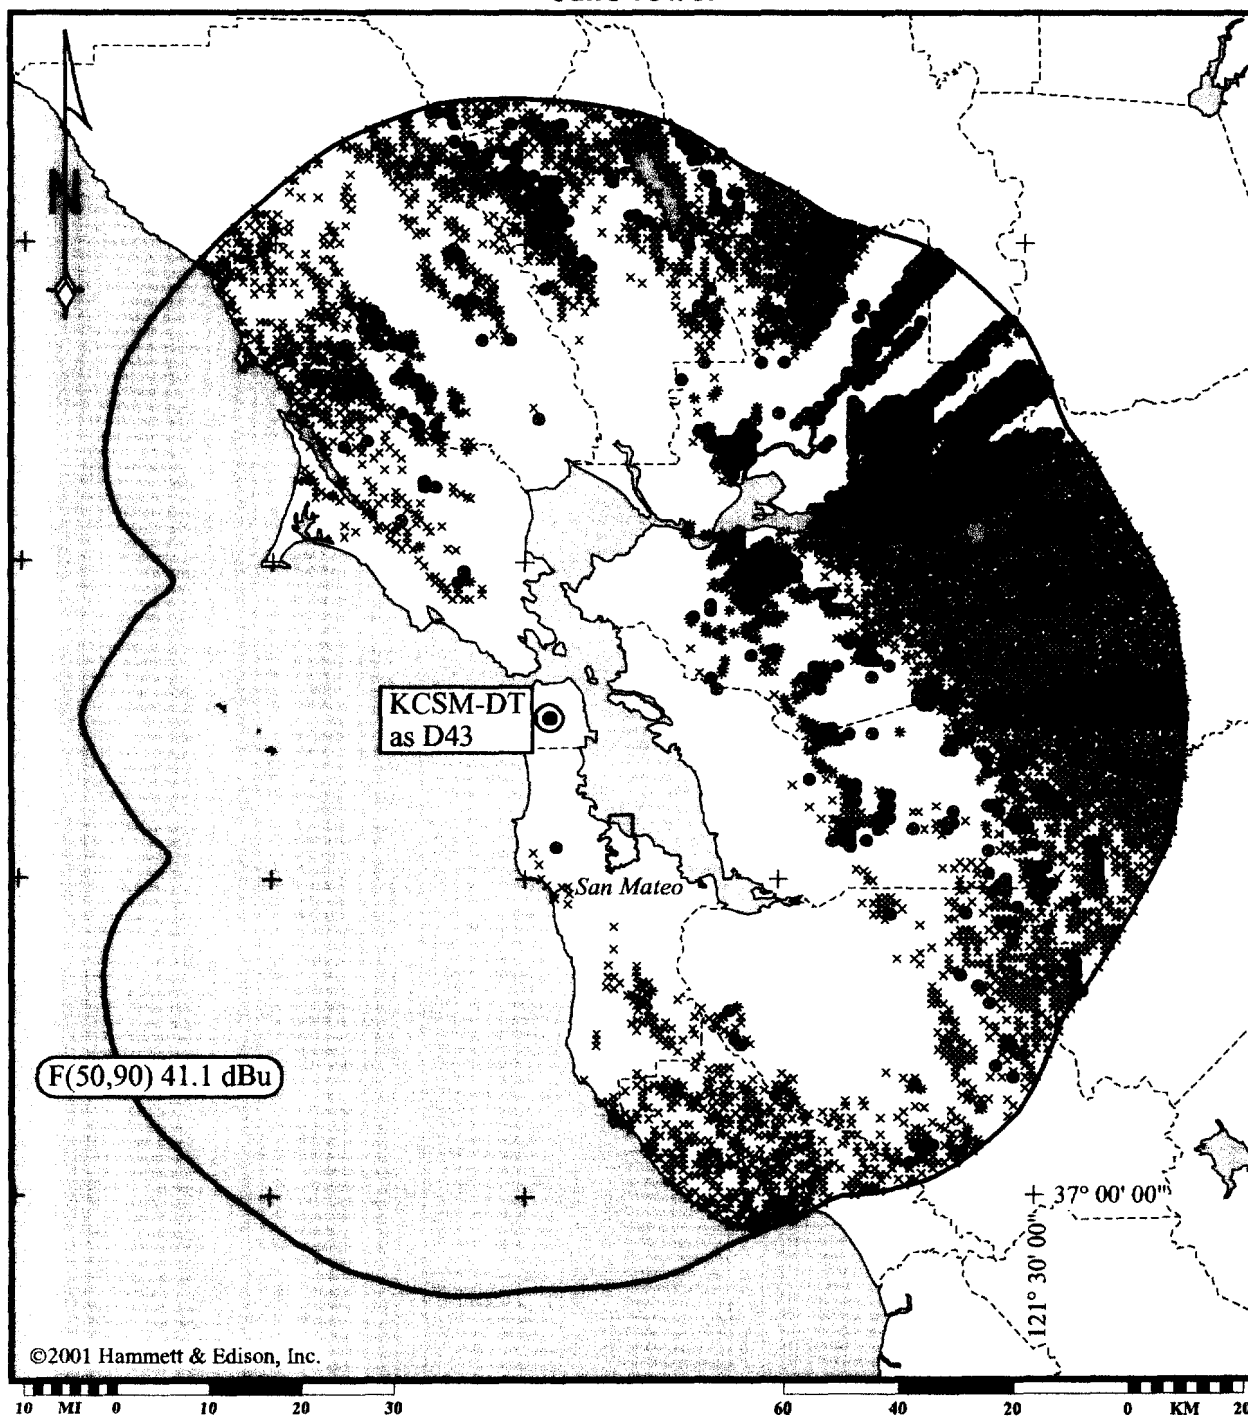 N
KCSM-DT
as D43
San Mateo
F(50,90) 41.1 dBu
37° 00' 00"
121° 30' 00"
©2001 Hammett & Edison, Inc.
10 MI 0 10 20 30 60 40 20 0 KM 20